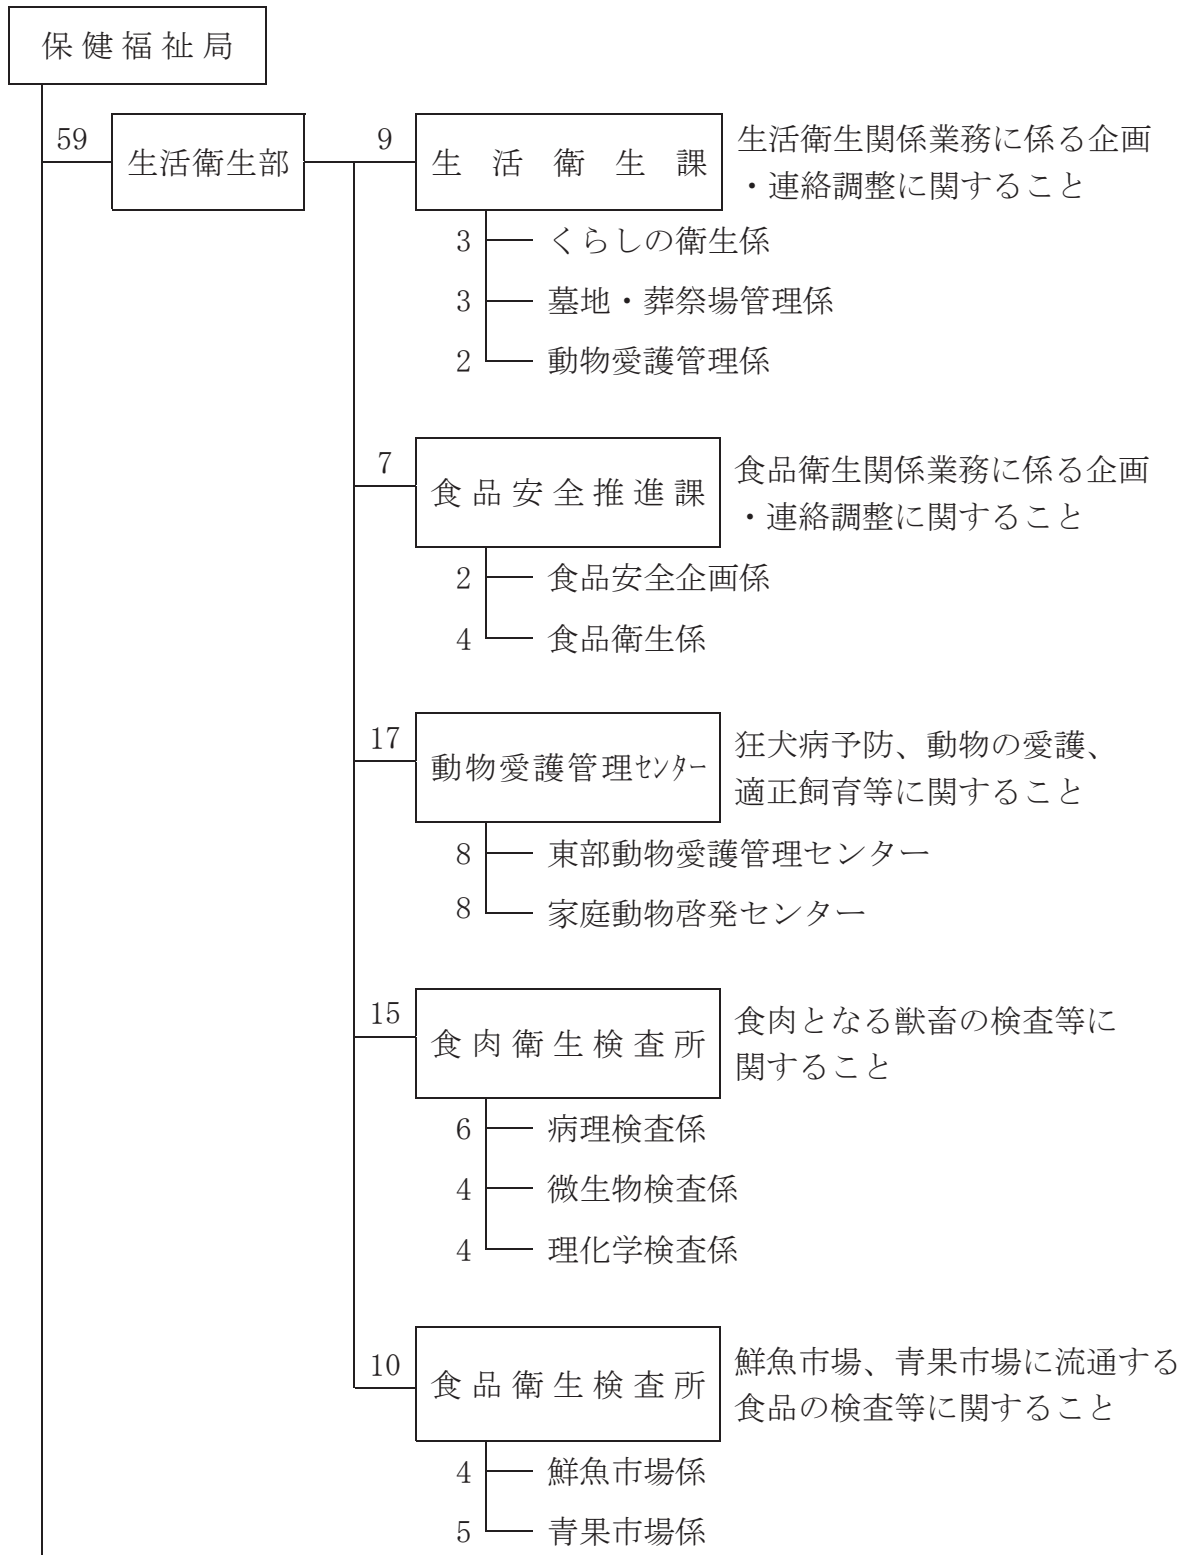 保健福祉局
59
生活衛生部
9
生活衛生課
生活衛生関係業務に係る企画
・連絡調整に関すること
3 くらしの衛生係
3 墓地・葬祭場管理係
2 動物愛護管理係
7
食品安全推進課
食品衛生関係業務に係る企画
・連絡調整に関すること
2 食品安全企画係
4 食品衛生係
17
動物愛護管理センター
狂犬病予防、動物の愛護、
適正飼育等に関すること
8 東部動物愛護管理センター
8 家庭動物啓発センター
15
食肉衛生検査所
食肉となる獣畜の検査等に
関すること
6 病理検査係
4 微生物検査係
4 理化学検査係
10
食品衛生検査所
鮮魚市場、青果市場に流通する
食品の検査等に関すること
4 鮮魚市場係
5 青果市場係